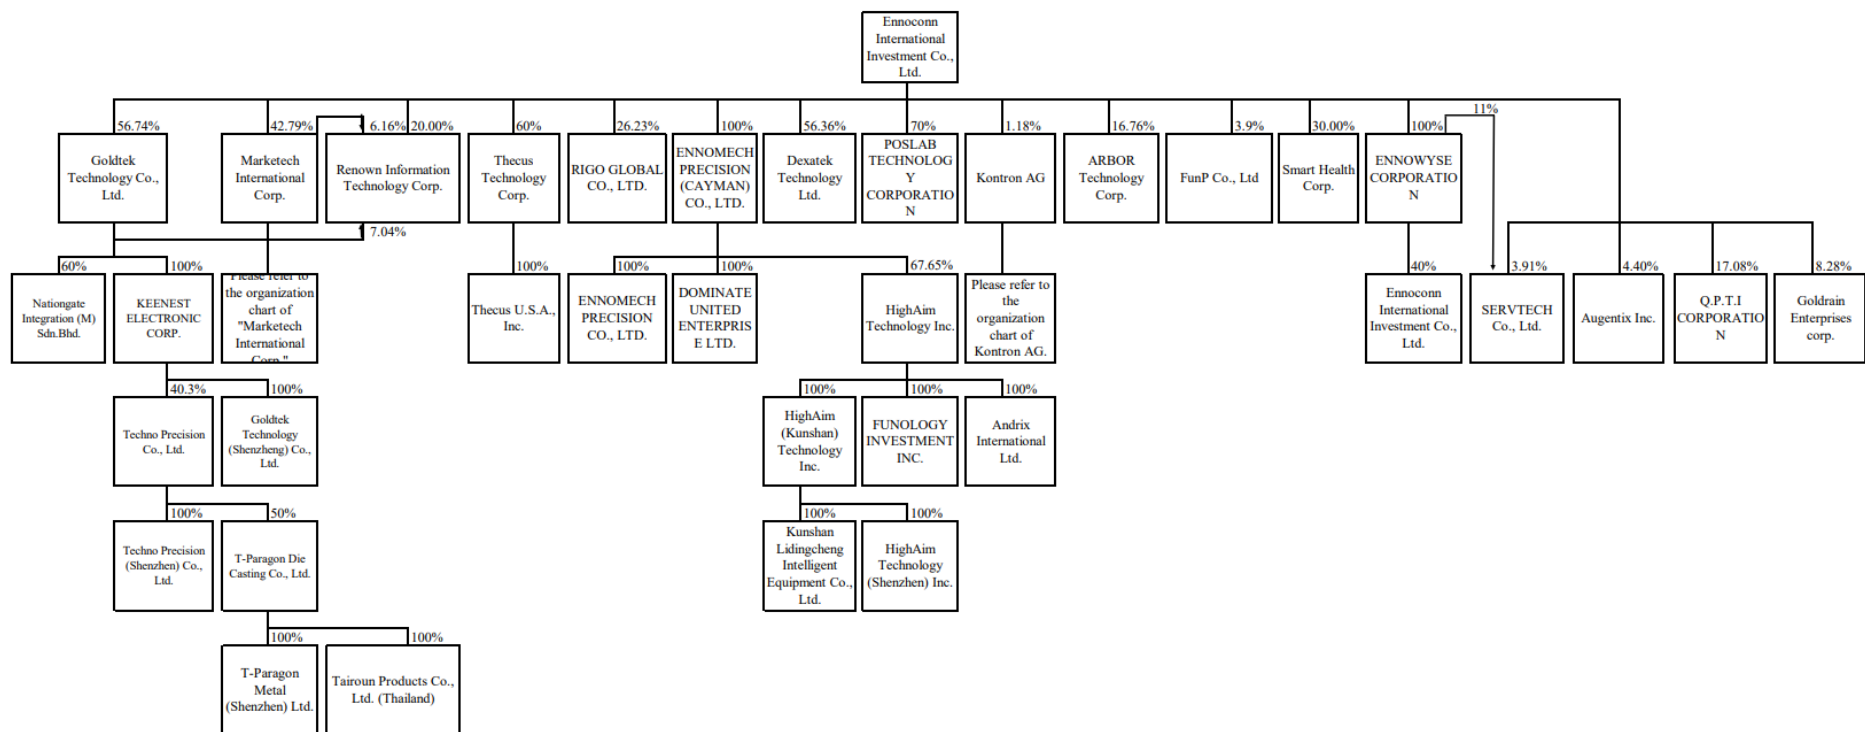 Ennoconn
International
Investment Co.,
Ltd.
56.74%
42.79%
6.16%
20.00%
60%
26.23%
100%
56.36%
70%
1.18%
16.76%
3.9%
30.00%
100%
11%
Goldtek
Technology Co.,
Ltd.
Marketech
International
Corp.
Renown Information
Technology Corp.
Thecus
Technology
Corp.
RIGO GLOBAL
CO., LTD.
ENNOMECH
PRECISION
(CAYMAN)
CO., LTD.
Dexatek
Technology
Ltd.
POSLAB
TECHNOLOG
Y
CORPORATIO
N
Kontron AG
ARBOR
Technology
Corp.
FunP Co., Ltd
Smart Health
Corp.
ENNOWYSE
CORPORATIO
N
7.04%
60%
100%
100%
100%
100%
67.65%
40%
3.91%
4.40%
17.08%
8.28%
Nationgate
Integration (M)
Sdn.Bhd.
KEENEST
ELECTRONIC
CORP.
Please refer to
the organization
chart of
"Marketech
International
Corp."
Thecus U.S.A.,
Inc.
ENNOMECH
PRECISION
CO., LTD.
DOMINATE
UNITED
ENTERPRIS
E LTD.
HighAim
Technology Inc.
Please refer to
the
organization
chart of
Kontron AG.
Ennoconn
International
Investment Co.,
Ltd.
SERVTECH
Co., Ltd.
Augentix Inc.
Q.P.T.I
CORPORATIO
N
Goldrain
Enterprises
corp.
40.3%
100%
100%
100%
100%
Techno Precision
Co., Ltd.
Goldtek
Technology
(Shenzheng) Co.,
Ltd.
HighAim
(Kunshan)
Technology
Inc.
FUNOLOGY
INVESTMENT
INC.
Andrix
International
Ltd.
100%
50%
100%
100%
Techno Precision
(Shenzhen) Co.,
Ltd.
T-Paragon Die
Casting Co., Ltd.
Kunshan
Lidingcheng
Intelligent
Equipment Co.,
Ltd.
HighAim
Technology
(Shenzhen) Inc.
100%
100%
T-Paragon
Metal
(Shenzhen) Ltd.
Tairoun Products Co.,
Ltd. (Thailand)